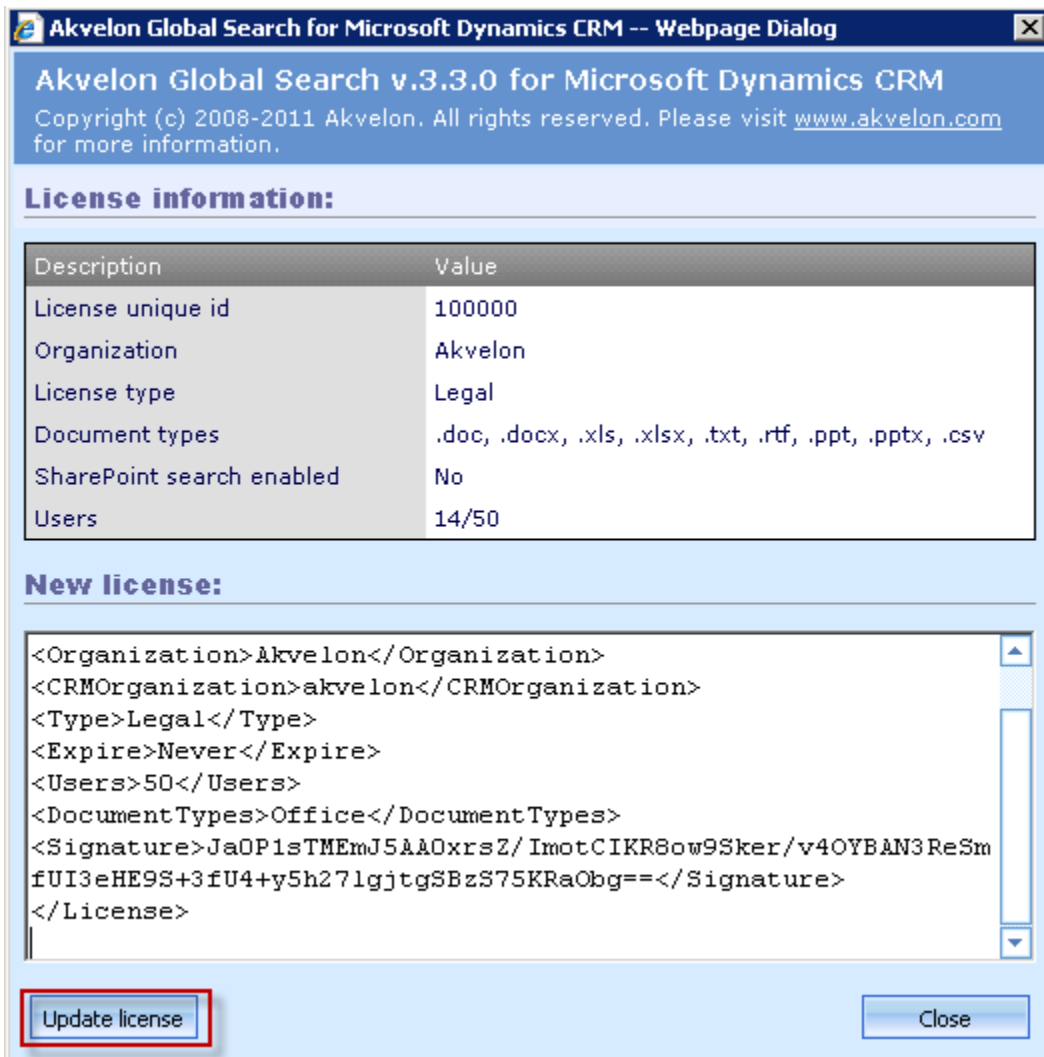 Akvelon Global Search for Microsoft Dynamics CRM -- Webpage Dialog
Akvelon Global Search v.3.3.0 for Microsoft Dynamics CRM
Copyright (c) 2008-2011 Akvelon. All rights reserved. Please visit www.akvelon.com
for more information.
License information:
Description Value
License unique id 100000
Organization Akvelon
License type Legal
Document types .doc, .docx, .xls, .xlsx, .txt, .rtf, .ppt, .pptx, .csv
SharePoint search enabled No
Users 14/50
New license:
<Organization>Akvelon</Organization>
<CRMOrganization>akvelon</CRMOrganization>
<Type>Legal</Type>
<Expire>Never</Expire>
<Users>50</Users>
<DocumentTypes>Office</DocumentTypes>
<Signature>JaOP1sTMEmJ5AAOxrsZ/ImotCIKR8ow9Sker/v4OYBAN3ReSm
fUI3eHE9S+3fU4+y5h27lgjtgSBzS75KRaObg==</Signature>
</License>
Update license
Close